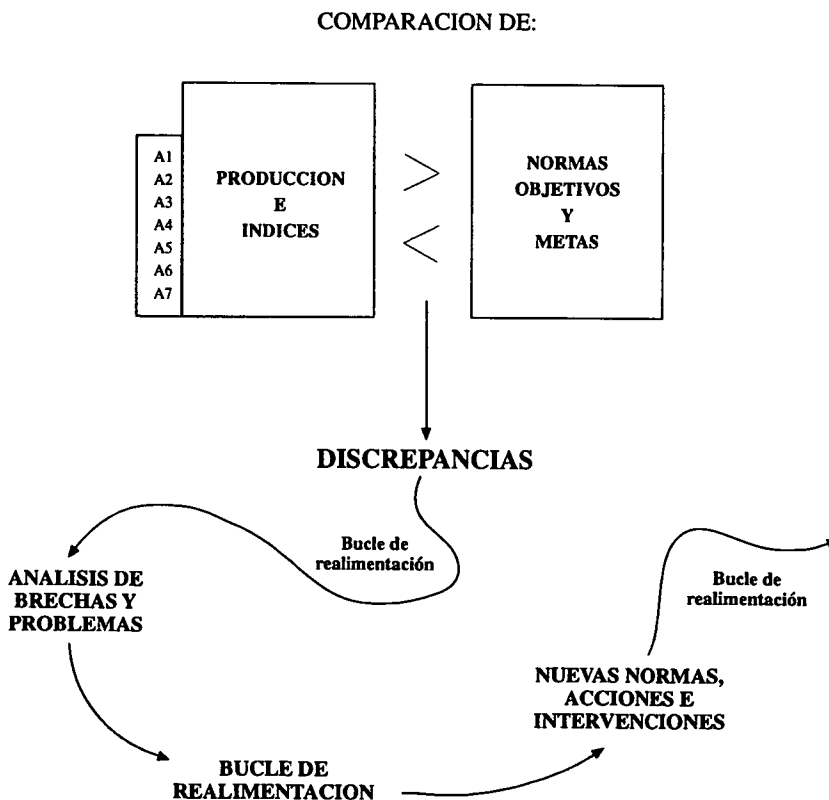 COMPARACION DE:
A1
A2
A3
A4
A5
A6
A7
PRODUCCION
E
INDICES
>
<
NORMAS
OBJETIVOS
Y
METAS
DISCREPANCIAS
Bucle de
realimentación
ANALISIS DE
BRECHAS Y
PROBLEMAS
BUCLE DE
REALIMENTACION
NUEVAS NORMAS,
ACCIONES E
INTERVENCIONES
Bucle de
realimentación